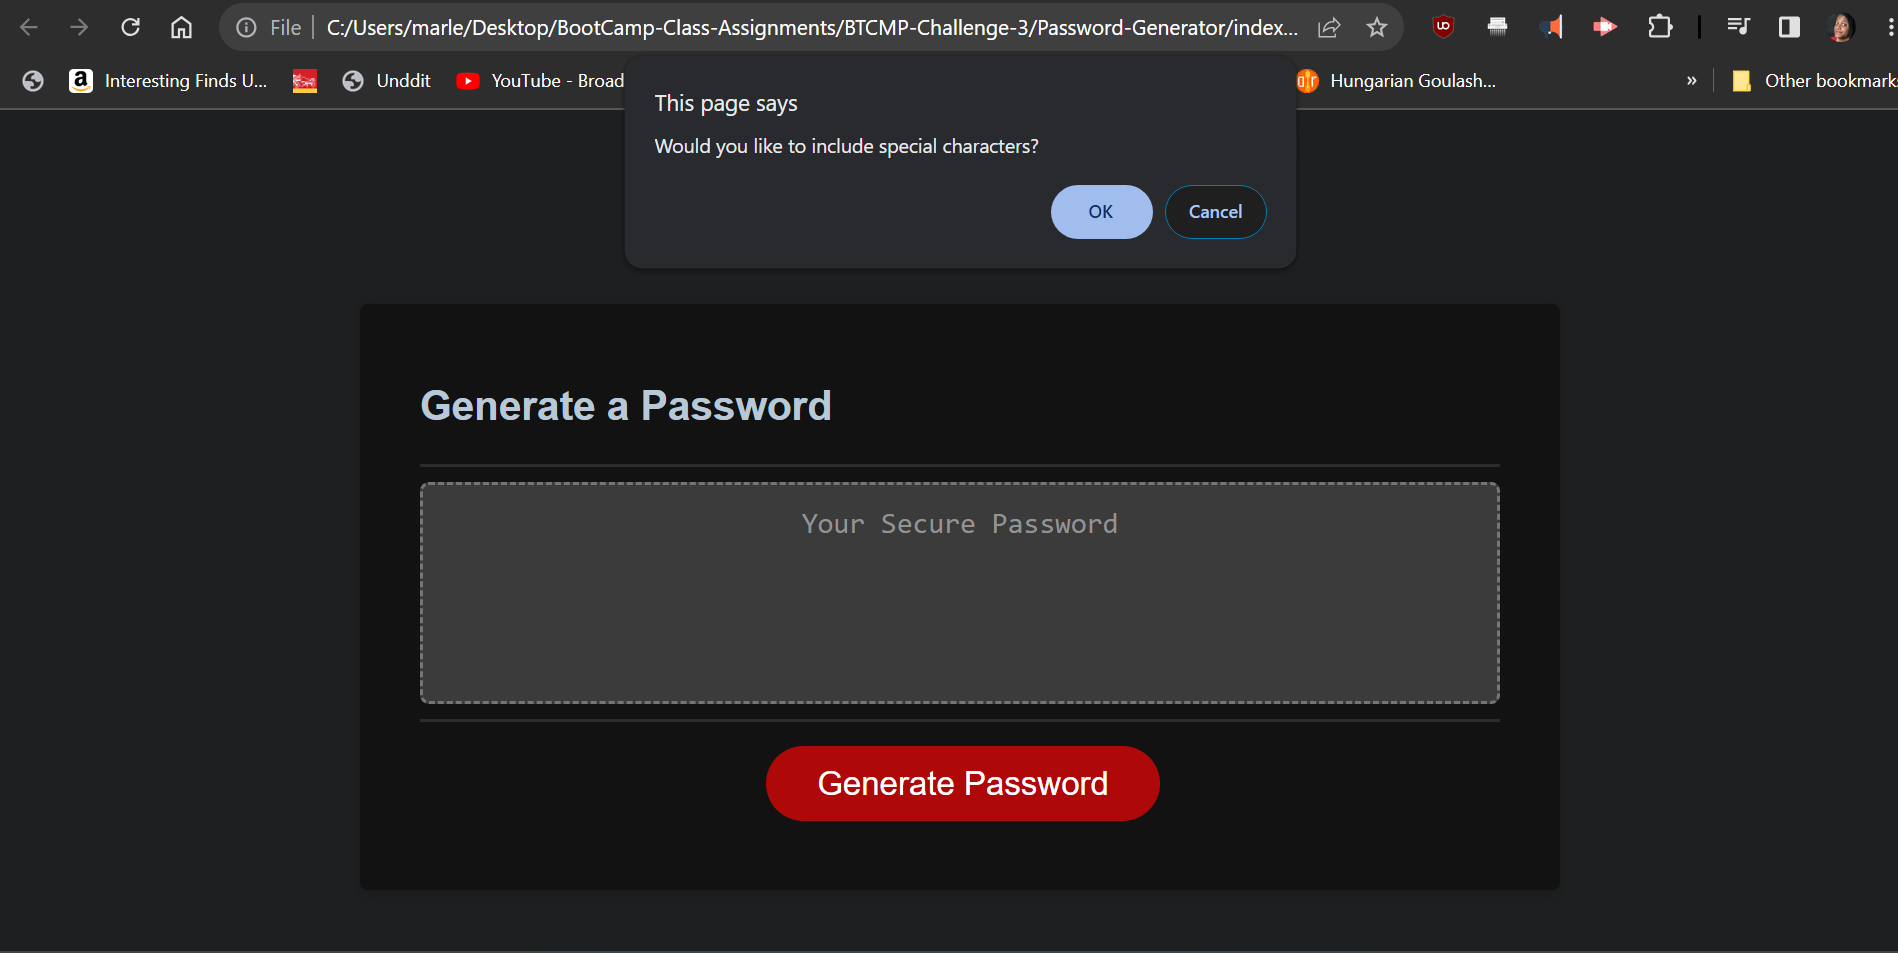 File C:/Users/marle/Desktop/BootCamp-Class-Assignments/BTCMP-Challenge-3/Password-Generator/index...
Interesting Finds U... Unddit YouTube - Broad Hungarian Goulash... » Other bookmarks
This page says
Would you like to include special characters?
OK Cancel
Generate a Password
Your Secure Password
Generate Password